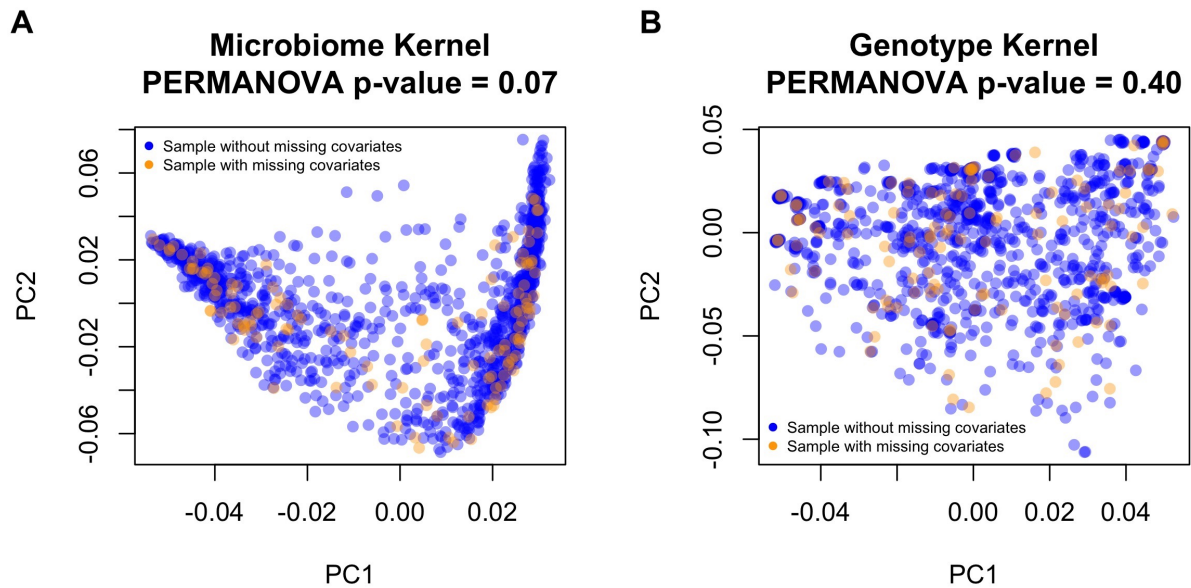 A
Microbiome Kernel
PERMANOVA p-value = 0.07
Sample without missing covariates
Sample with missing covariates
PC2
0.06
0.02
-0.02
-0.06
-0.04
-0.02
0.00
0.02
PC1
B
Genotype Kernel
PERMANOVA p-value = 0.40
PC2
0.05
0.00
-0.05
-0.10
Sample without missing covariates
Sample with missing covariates
-0.04
0.00
0.02
0.04
PC1